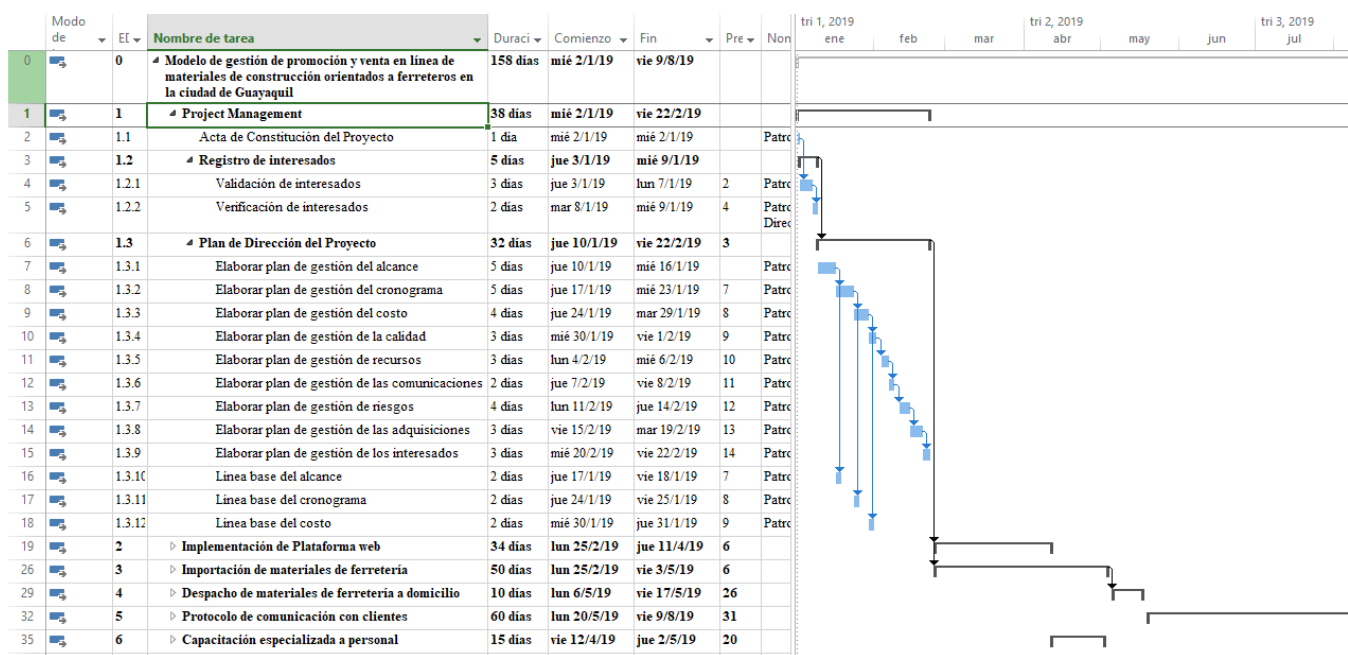 Modo de EI Nombre de tarea Duraci Comienzo Fin Pre Non
tri 1, 2019 tri 2, 2019 tri 3, 2019
ene feb mar abr may jun jul
0 0 Modelo de gestión de promoción y venta en línea de 158 días mié 2/1/19 vie 9/8/19
materiales de construcción orientados a ferreteros en
la ciudad de Guayaquil
1 1 Project Management 38 días mié 2/1/19 vie 22/2/19
2 1.1 Acta de Constitución del Proyecto 1 día mié 2/1/19 mié 2/1/19 Patro
3 1.2 Registro de interesados 5 días jue 3/1/19 mié 9/1/19
4 1.2.1 Validación de interesados 3 días jue 3/1/19 lun 7/1/19 2 Patro
5 1.2.2 Verificación de interesados 2 días mar 8/1/19 mié 9/1/19 4 Patro
Direc
6 1.3 Plan de Dirección del Proyecto 32 días jue 10/1/19 vie 22/2/19 3
7 1.3.1 Elaborar plan de gestión del alcance 5 días jue 10/1/19 mié 16/1/19 Patro
8 1.3.2 Elaborar plan de gestión del cronograma 5 días jue 17/1/19 mié 23/1/19 7 Patro
9 1.3.3 Elaborar plan de gestión del costo 4 días jue 24/1/19 mar 29/1/19 8 Patro
10 1.3.4 Elaborar plan de gestión de la calidad 3 días mié 30/1/19 vie 1/2/19 9 Patro
11 1.3.5 Elaborar plan de gestión de recursos 3 días lun 4/2/19 mié 6/2/19 10 Patro
12 1.3.6 Elaborar plan de gestión de las comunicaciones 2 días jue 7/2/19 vie 8/2/19 11 Patro
13 1.3.7 Elaborar plan de gestión de riesgos 4 días lun 11/2/19 jue 14/2/19 12 Patro
14 1.3.8 Elaborar plan de gestión de las adquisiciones 3 días vie 15/2/19 mar 19/2/19 13 Patro
15 1.3.9 Elaborar plan de gestión de los interesados 3 días mié 20/2/19 vie 22/2/19 14 Patro
16 1.3.10 Linea base del alcance 2 días jue 17/1/19 vie 18/1/19 7 Patro
17 1.3.11 Linea base del cronograma 2 días jue 24/1/19 vie 25/1/19 8 Patro
18 1.3.12 Linea base del costo 2 días mié 30/1/19 jue 31/1/19 9 Patro
19 2 Implementación de Plataforma web 34 días lun 25/2/19 jue 11/4/19 6
26 3 Importación de materiales de ferretería 50 días lun 25/2/19 vie 3/5/19 6
29 4 Despacho de materiales de ferretería a domicilio 10 días lun 6/5/19 vie 17/5/19 26
32 5 Protocolo de comunicación con clientes 60 días lun 20/5/19 vie 9/8/19 31
35 6 Capacitación especializada a personal 15 días vie 12/4/19 jue 2/5/19 20